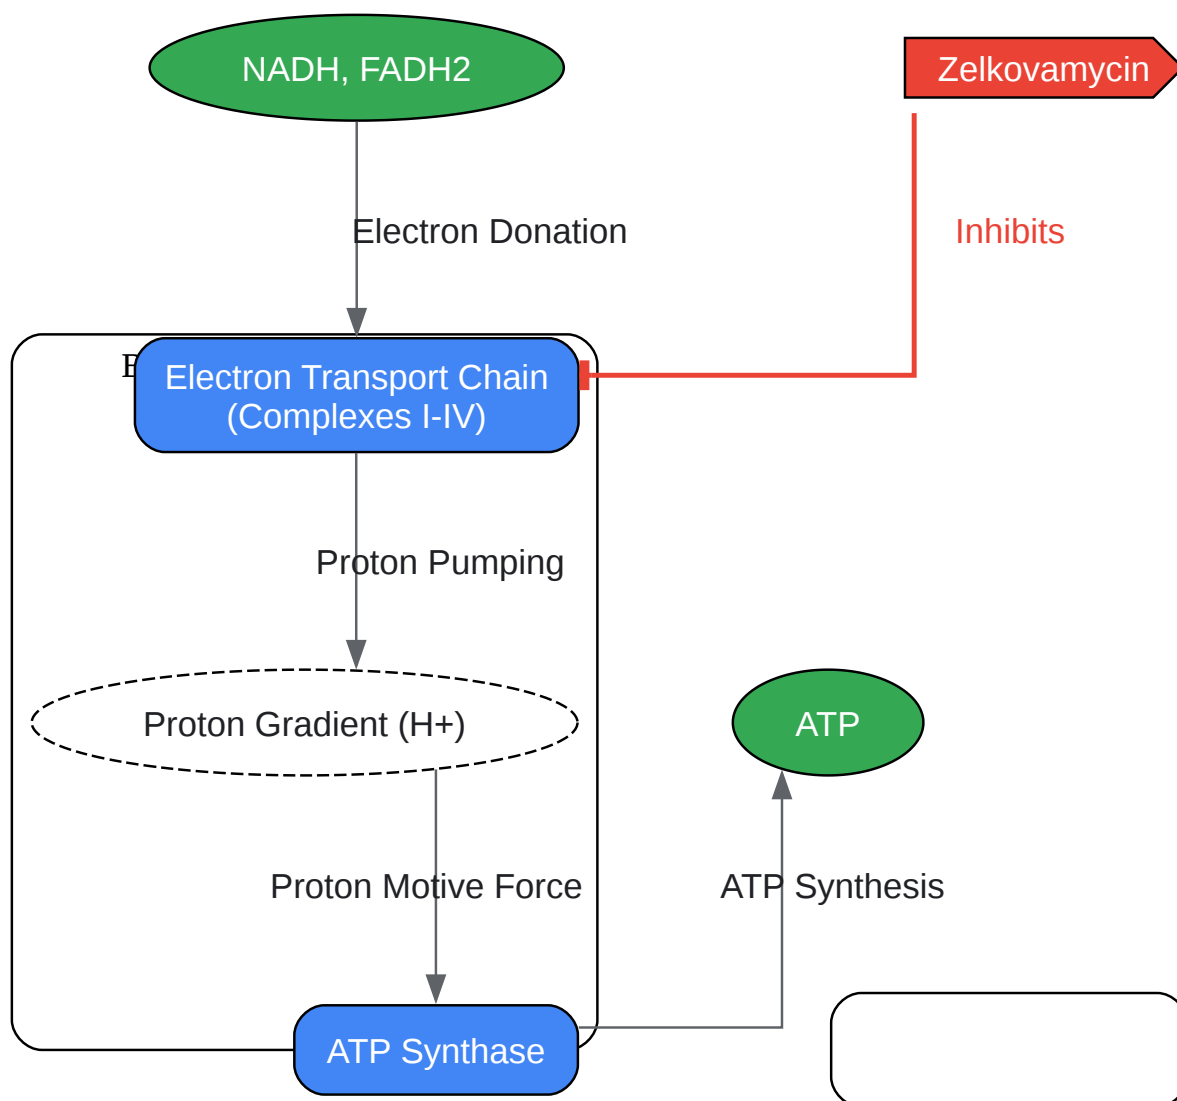 NADH, FADH2
Zelkovamycin
Electron Donation
Inhibits
Electron Transport Chain
(Complexes I-IV)
Proton Pumping
Proton Gradient (H+)
ATP
Proton Motive Force
ATP Synthesis
ATP Synthase